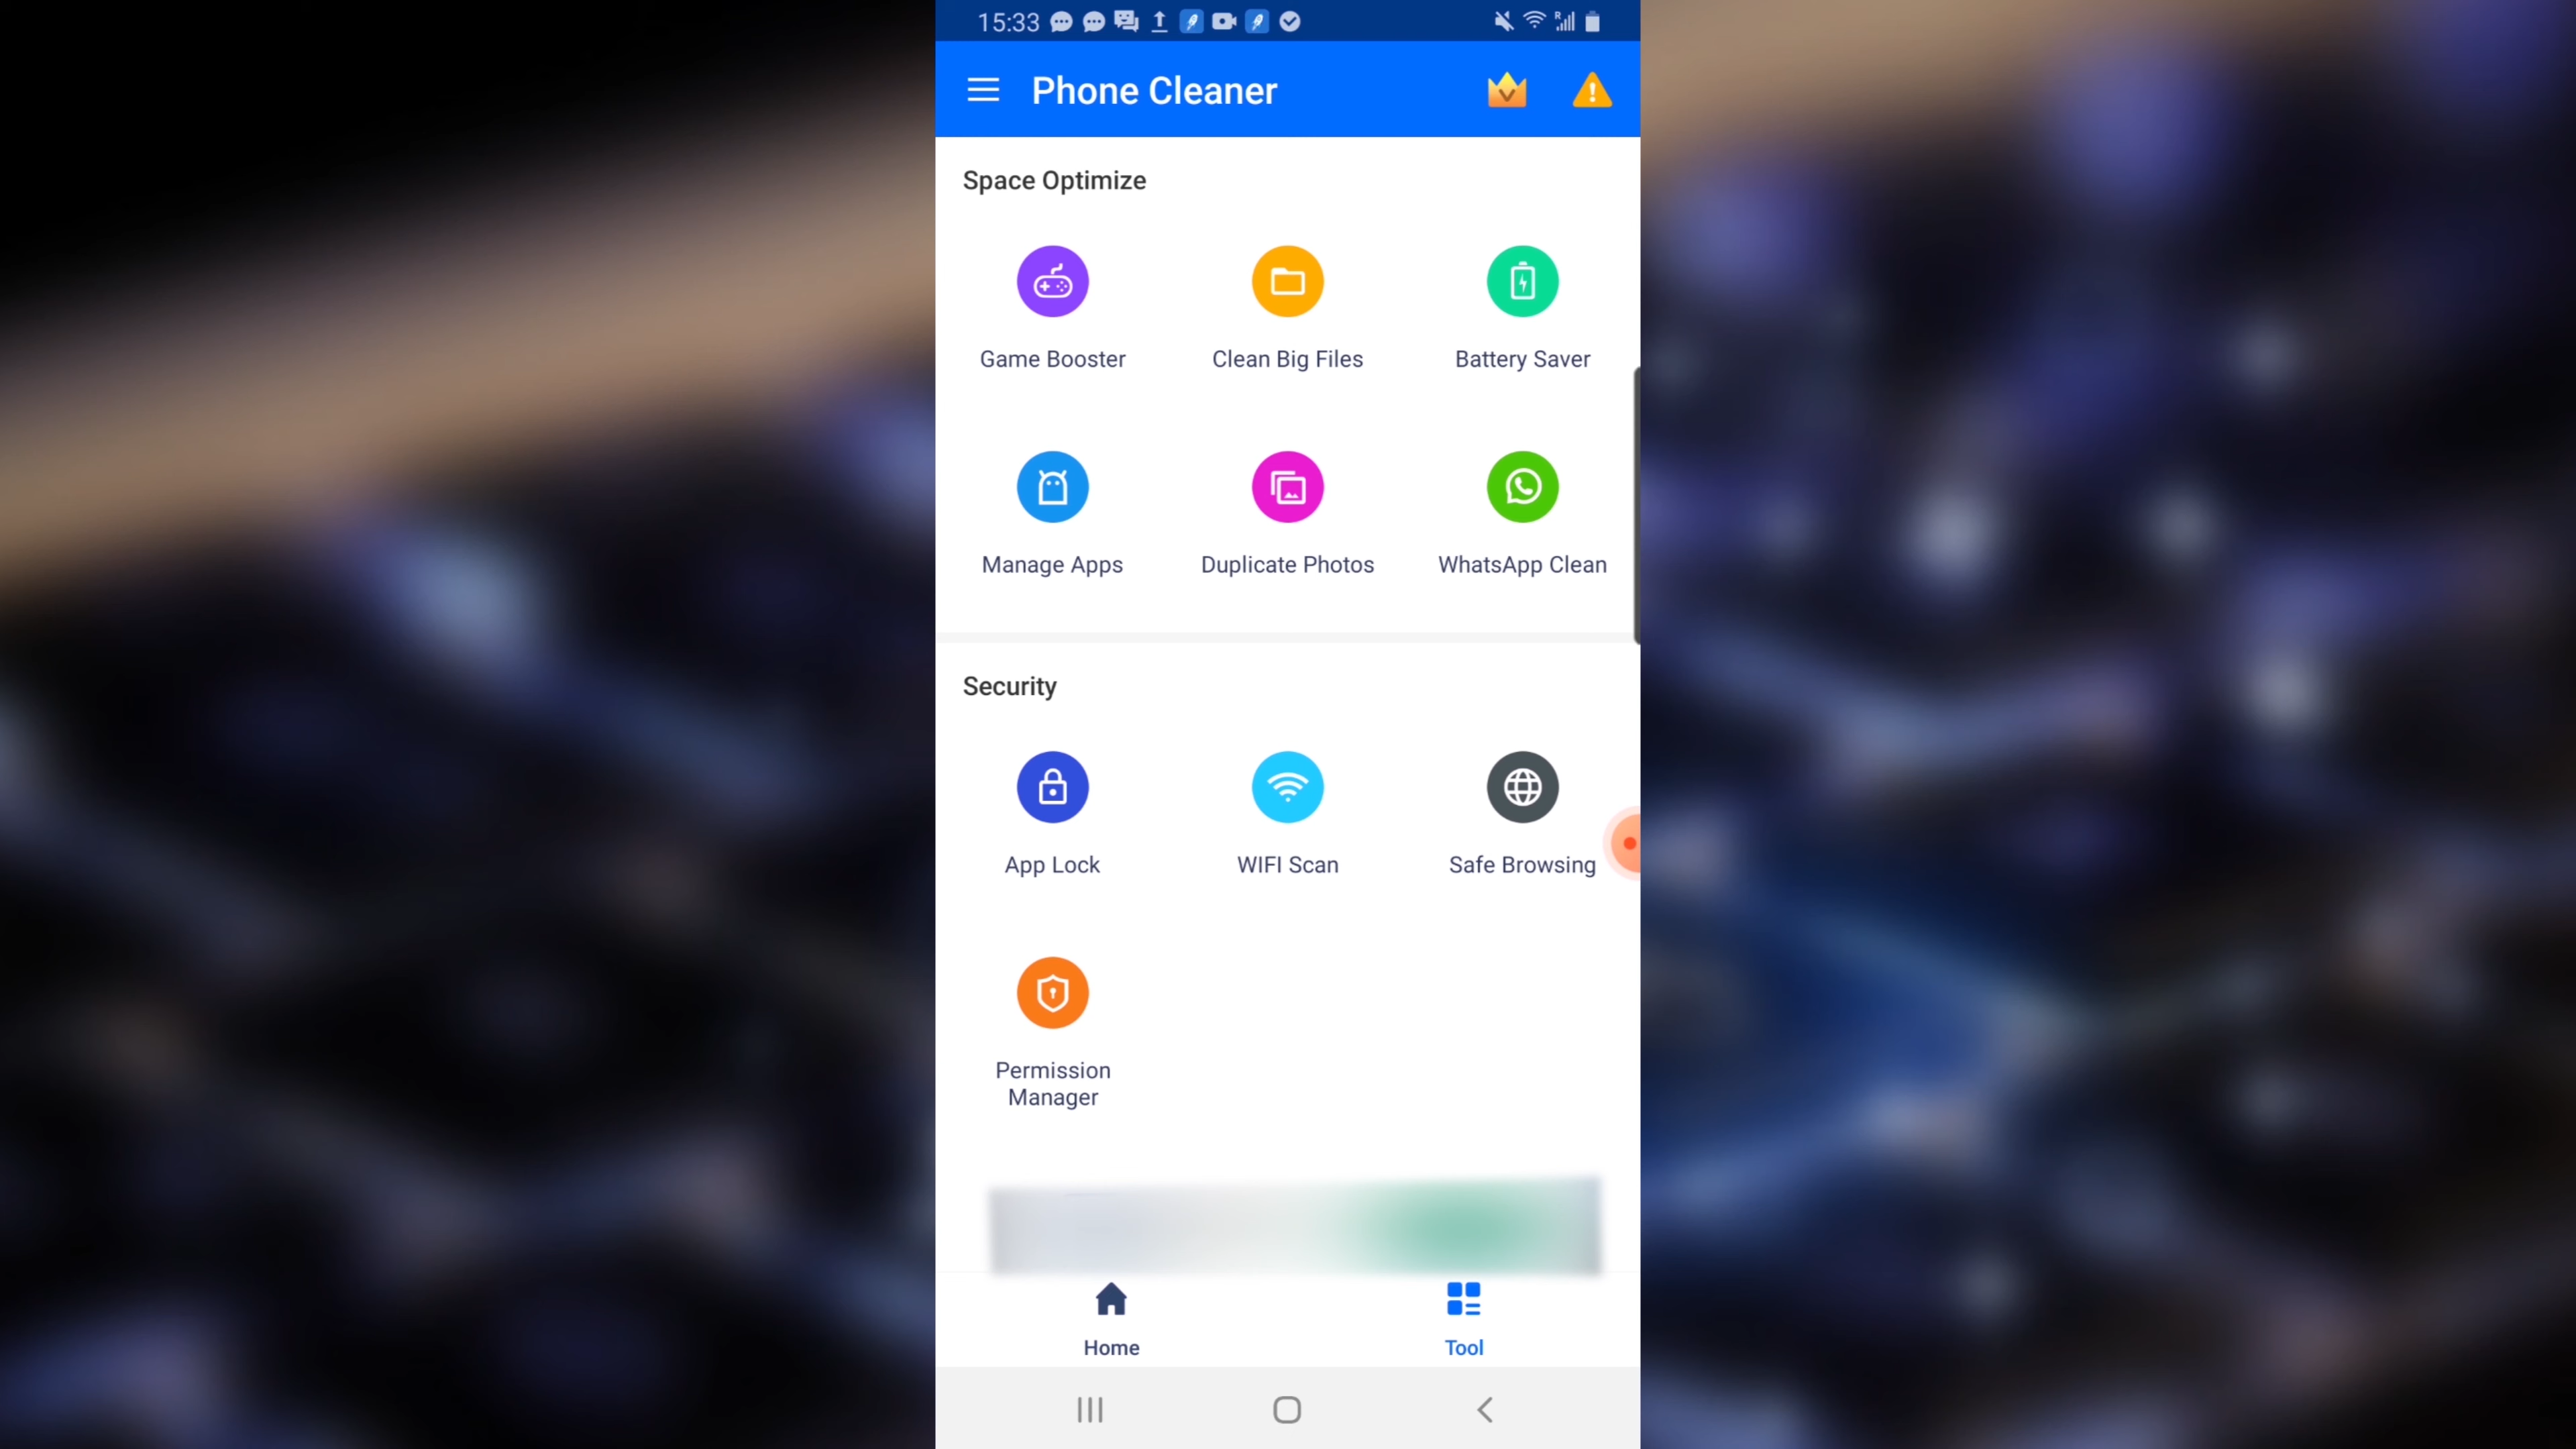 15:33
Phone Cleaner
Space Optimize
Game Booster
Clean Big Files
Battery Saver
Manage Apps
Duplicate Photos
WhatsApp Clean
Security
App Lock
WIFI Scan
Safe Browsing
Permission
Manager
Home
Tool